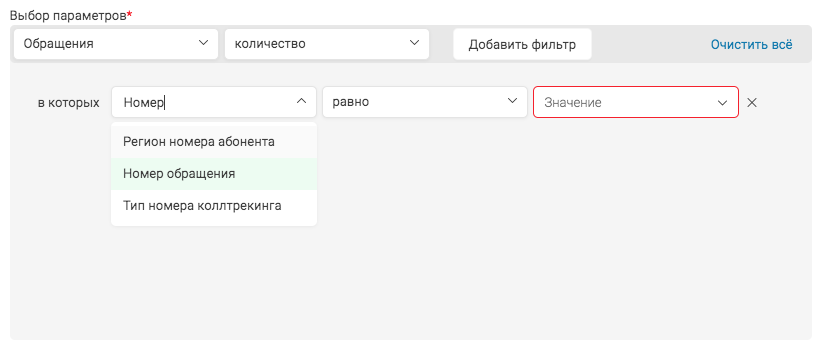 Выбор параметров*
Обращения количество Добавить фильтр Очистить всё
в которых Номер равно Значение
Регион номера абонента
Номер обращения
Тип номера коллтрекинга